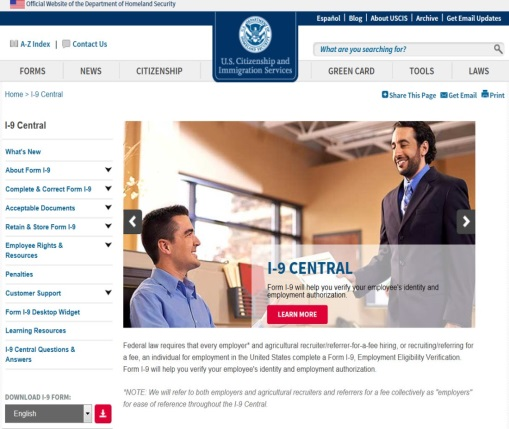 Official Website of the Department of Homeland Security
Español | Blog | About USCIS | Archive | Get Email Updates
A-Z Index | Contact Us
U.S. Citizenship and
Immigration Services
What are you searching for?
FORMS NEWS CITIZENSHIP GREEN CARD TOOLS LAWS
Home > I-9 Central
Share This Page Get Email Print
I-9 Central
What's New
About Form I-9
Complete & Correct Form I-9
Acceptable Documents
Retain & Store Form I-9
Employee Rights &
Resources
Penalties
Customer Support
Form I-9 Desktop Widget
Learning Resources
I-9 Central Questions &
Answers
DOWNLOAD I-9 FORM:
English
I-9 CENTRAL
Form I-9 will help you verify your employee's identity and
employment authorization.
LEARN MORE
Federal law requires that every employer* and agricultural recruiter/referrer-for-a-fee hiring, or recruiting/referring for
a fee, an individual for employment in the United States complete a Form I-9, Employment Eligibility Verification.
Form I-9 will help you verify your employee's identity and employment authorization.
*NOTE: We will refer to both employers and agricultural recruiters and referrers for a fee collectively as "employers"
for ease of reference throughout the I-9 Central.